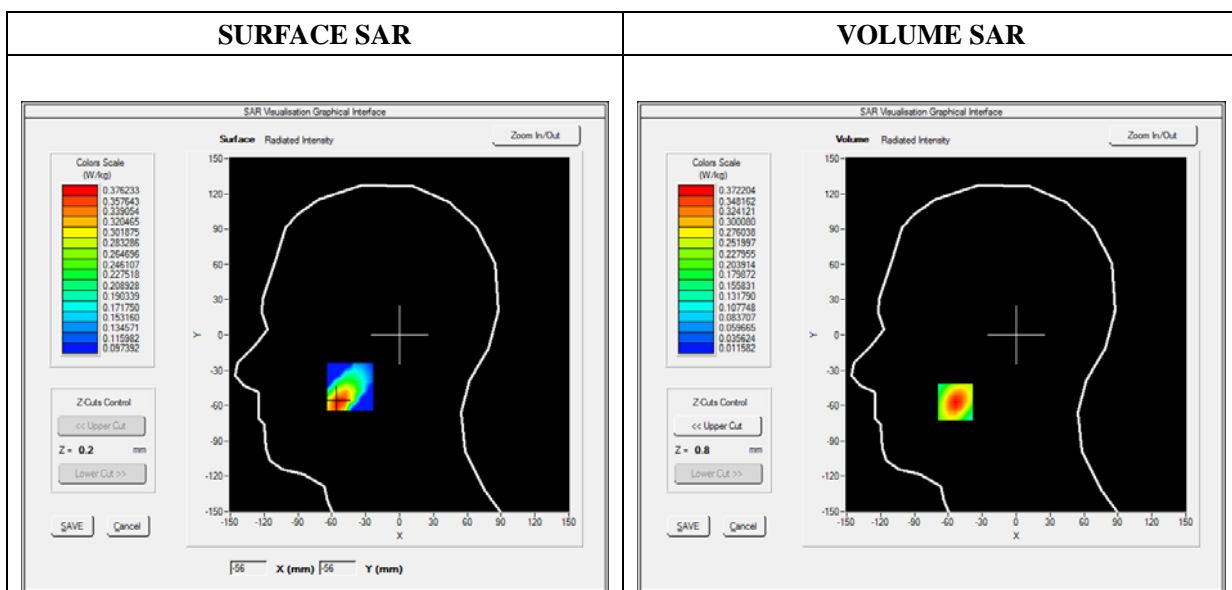 SURFACE SAR
SAR Visualisation Graphical Interface
Surface Radiated Intensity
Zoom In/Out
Colors Scale
(W/kg)
0.376233
0.357643
0.339054
0.320465
0.301875
0.283286
0.264696
0.246107
0.227518
0.208928
0.190339
0.171750
0.153160
0.134571
0.115982
0.097392
150
120
90
60
30
0
-30
-60
-90
-120
-150
Y
-150 -120 -90 -60 -30 0 30 60 90 120 150
X
Z-Cuts Control
<< Upper Cut
Z = 0.2 mm
Lower Cut >>
SAVE Cancel
-56 X (mm) -56 Y (mm)
VOLUME SAR
SAR Visualisation Graphical Interface
Volume Radiated Intensity
Zoom In/Out
Colors Scale
(W/kg)
0.372204
0.348162
0.324121
0.300080
0.276038
0.251997
0.227955
0.203914
0.179872
0.155831
0.131790
0.107748
0.083707
0.059665
0.035624
0.011582
150
120
90
60
30
0
-30
-60
-90
-120
-150
Y
-150 -120 -90 -60 -30 0 30 60 90 120 150
X
Z-Cuts Control
<< Upper Cut
Z = 0.8 mm
Lower Cut >>
SAVE Cancel